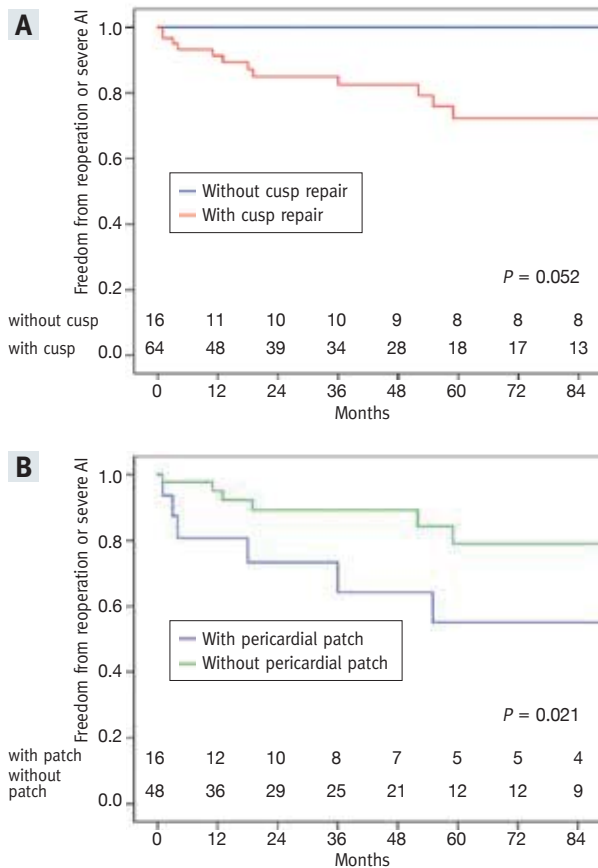 A
Freedom from reoperation or severe AI
1.0
0.8
0.6
0.4
0.2
0.0
Without cusp repair
With cusp repair
P = 0.052
without cusp 16 11 10 10 9 8 8 8
with cusp 64 48 39 34 28 18 17 13
0 12 24 36 48 60 72 84
Months
B
Freedom from reoperation or severe AI
1.0
0.8
0.6
0.4
0.2
0.0
With pericardial patch
Without pericardial patch
P = 0.021
with patch 16 12 10 8 7 5 5 4
without
patch 48 36 29 25 21 12 12 9
0 12 24 36 48 60 72 84
Months